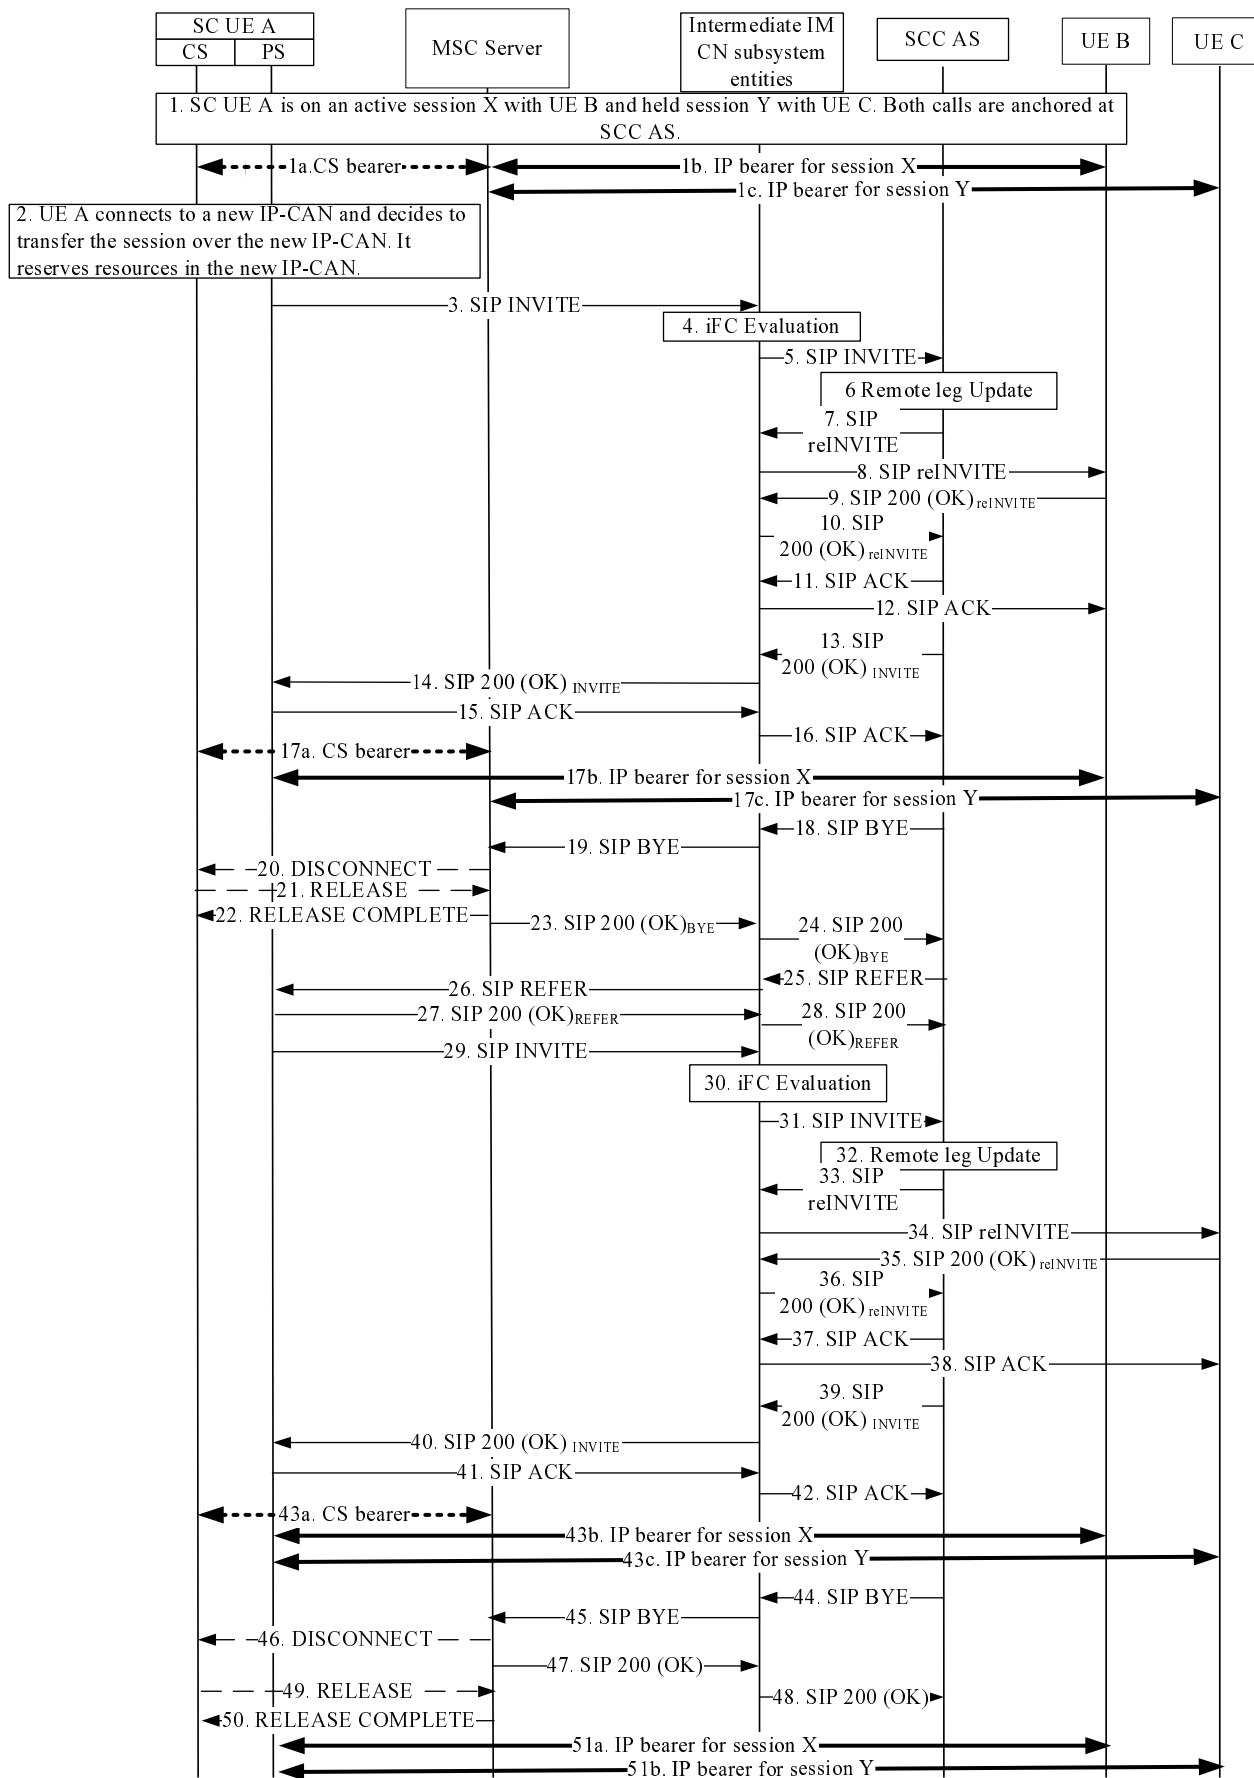 SC UE A
CS
PS
MSC Server
Intermediate IM
CN subsystem
entities
SCC AS
UE B
UE C
1. SC UE A is on an active session X with UE B and held session Y with UE C. Both calls are anchored at
SCC AS.
1a.CS bearer
1b. IP bearer for session X
1c. IP bearer for session Y
2. UE A connects to a new IP-CAN and decides to
transfer the session over the new IP-CAN. It
reserves resources in the new IP-CAN.
3. SIP INVITE
4. iFC Evaluation
5. SIP INVITE
6 Remote leg Update
7. SIP
reINVITE
8. SIP reINVITE
9. SIP 200 (OK) reINVITE
10. SIP
200 (OK) reINVITE
11. SIP ACK
12. SIP ACK
13. SIP
200 (OK) INVITE
14. SIP 200 (OK) INVITE
15. SIP ACK
16. SIP ACK
17a. CS bearer
17b. IP bearer for session X
17c. IP bearer for session Y
18. SIP BYE
19. SIP BYE
20. DISCONNECT
21. RELEASE
22. RELEASE COMPLETE
23. SIP 200 (OK)BYE
24. SIP 200
(OK)BYE
25. SIP REFER
26. SIP REFER
27. SIP 200 (OK)REFER
28. SIP 200
(OK)REFER
29. SIP INVITE
30. iFC Evaluation
31. SIP INVITE
32. Remote leg Update
33. SIP
reINVITE
34. SIP reINVITE
35. SIP 200 (OK) reINVITE
36. SIP
200 (OK) reINVITE
37. SIP ACK
38. SIP ACK
39. SIP
200 (OK) INVITE
40. SIP 200 (OK) INVITE
41. SIP ACK
42. SIP ACK
43a. CS bearer
43b. IP bearer for session X
43c. IP bearer for session Y
44. SIP BYE
45. SIP BYE
46. DISCONNECT
47. SIP 200 (OK)
49. RELEASE
48. SIP 200 (OK)
50. RELEASE COMPLETE
51a. IP bearer for session X
51b. IP bearer for session Y